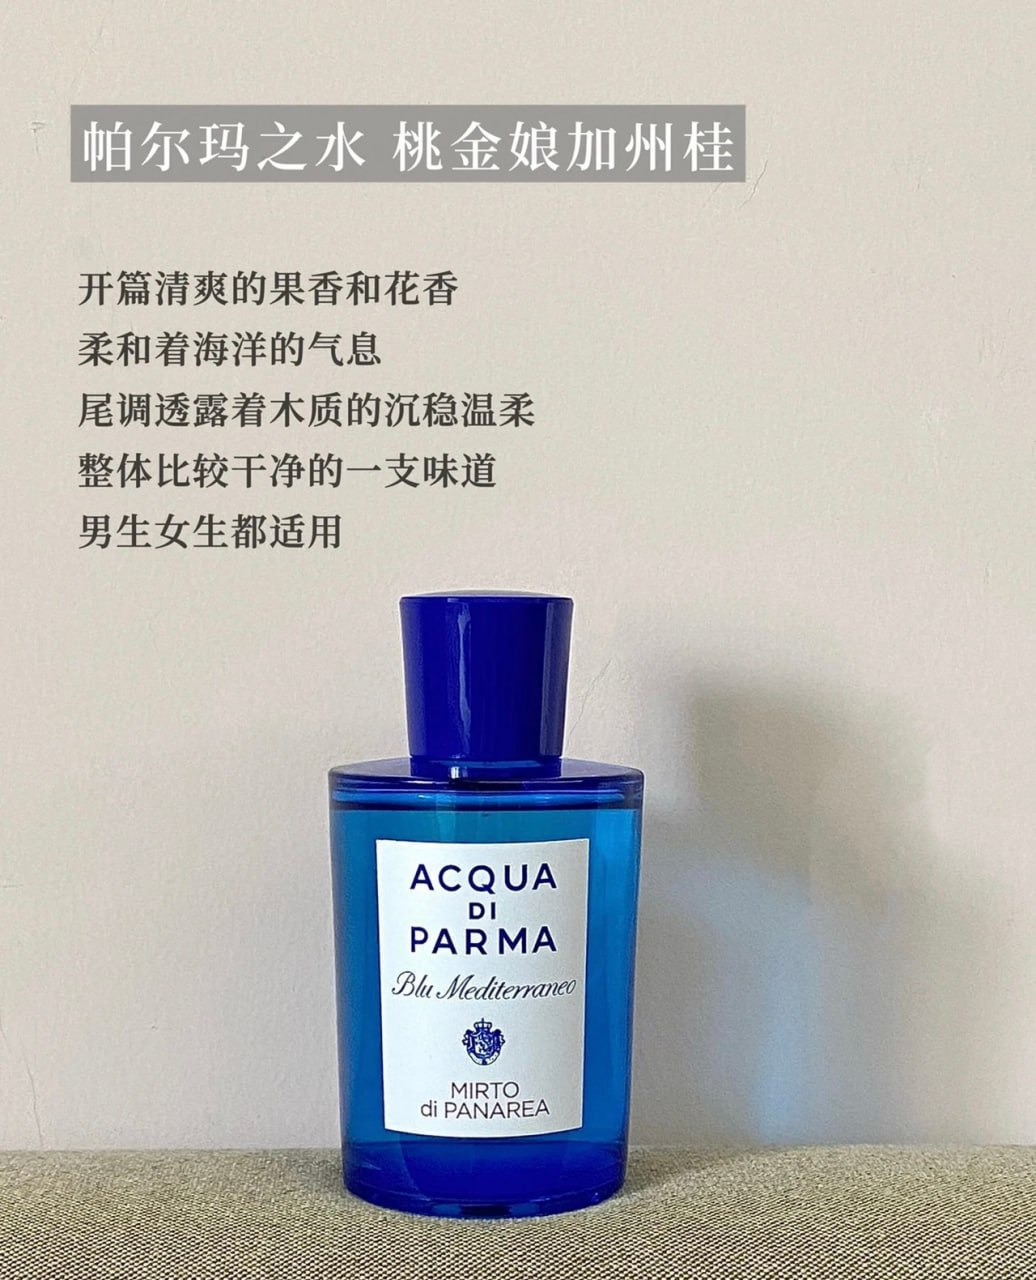 帕尔玛之水 桃金娘加州桂
开篇清爽的果香和花香
柔和着海洋的气息
尾调透露着木质的沉稳温柔
整体比较干净的一支味道
男生女生都适用
ACQUA
DI
PARMA
Blu Mediterraneo
MIRTO
di PANAREA